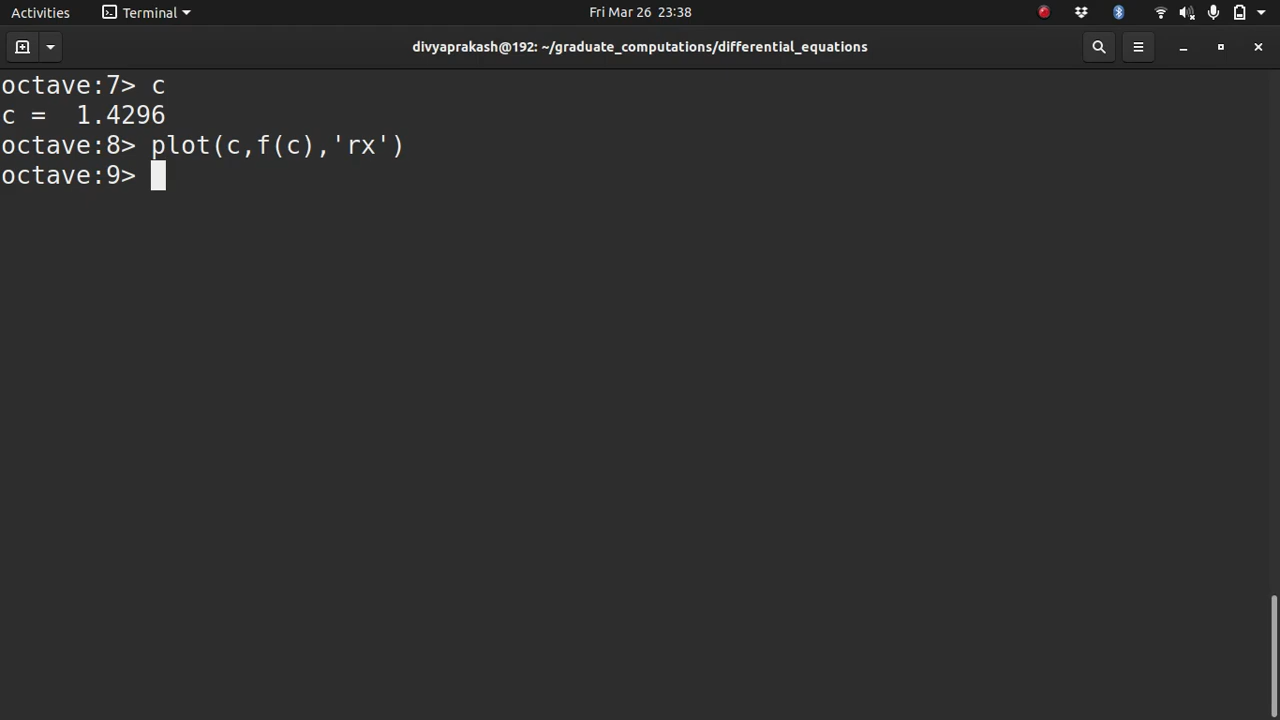 Activities Terminal Fri Mar 26 23:38
divyaprakash@192: ~/graduate_computations/differential_equations
octave:7> c
c =  1.4296
octave:8> plot(c,f(c),'rx')
octave:9>